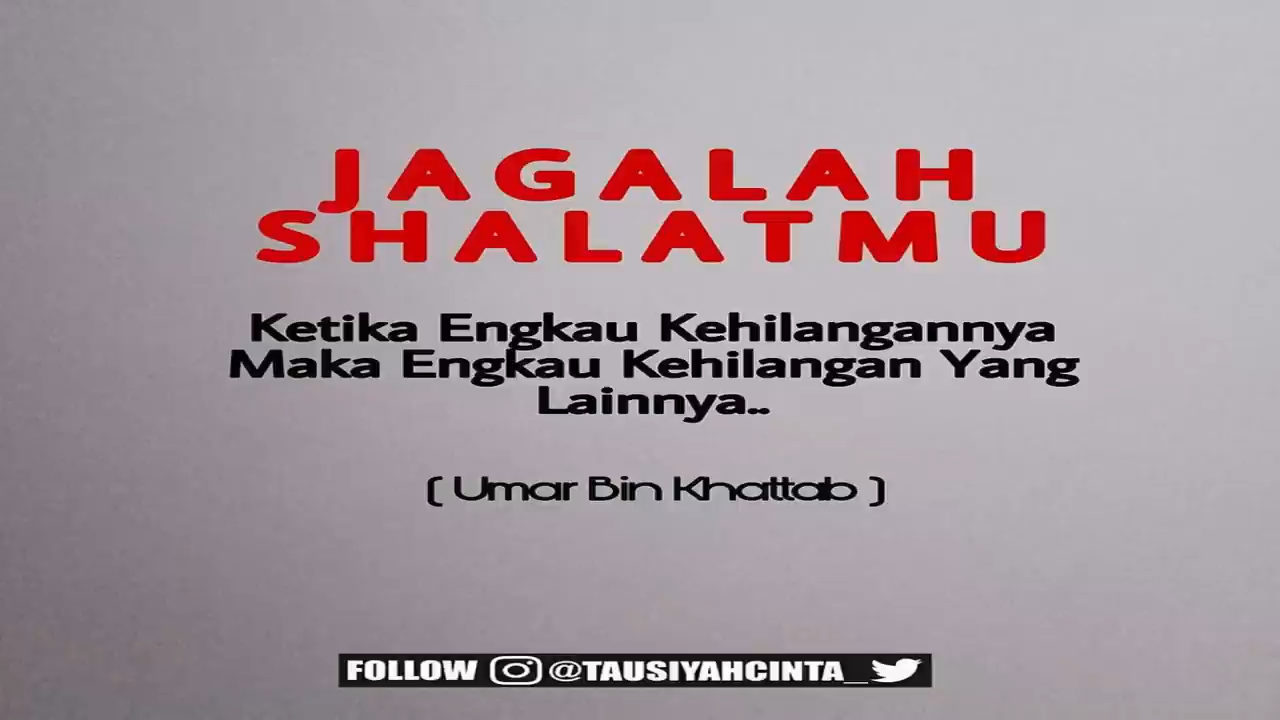 JAGALAH
SHALATMU
Ketika Engkau Kehilangannya
Maka Engkau Kehilangan Yang
Lainnya..
( Umar Bin Khattab )
FOLLOW @TAUSIYAHCINTA_